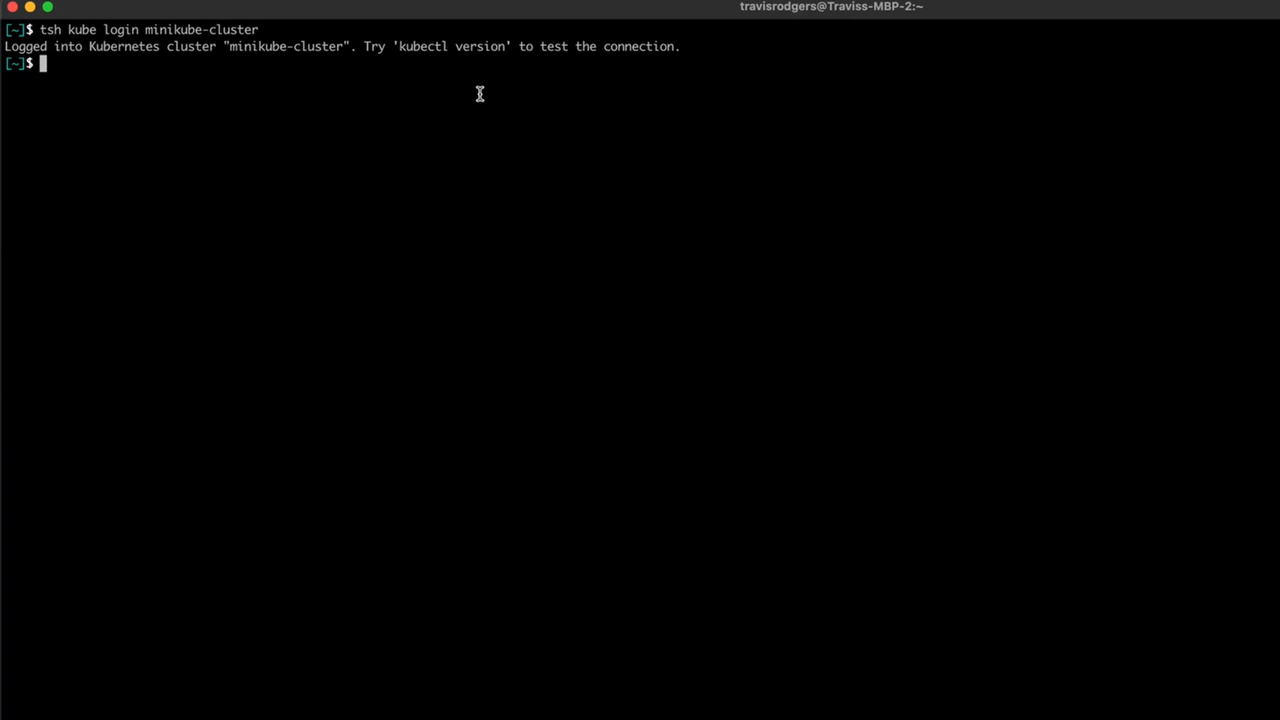 travisrodgers@Traviss-MBP-2:~
[~]$ tsh kube login minikube-cluster
Logged into Kubernetes cluster "minikube-cluster". Try 'kubectl version' to test the connection.
[~]$